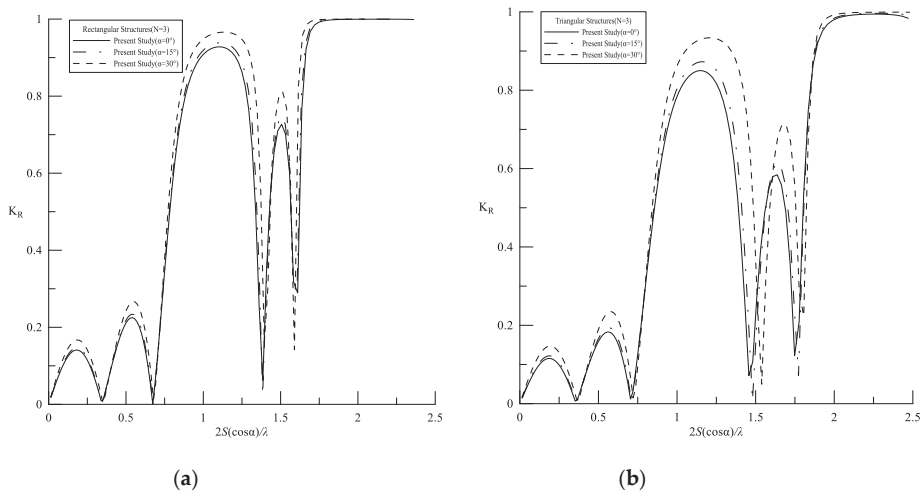 Rectangular Structures(N=3)
Present Study(α=0°)
Present Study(α=15°)
Present Study(α=30°)
1
0.8
0.6
K_R
0.4
0.2
0
0 0.5 1 1.5 2 2.5
2S(cosα)/λ
(a)
Triangular Structures(N=3)
Present Study(α=0°)
Present Study(α=15°)
Present Study(α=30°)
1
0.8
0.6
K_R
0.4
0.2
0
0 0.5 1 1.5 2 2.5
2S(cosα)/λ
(b)